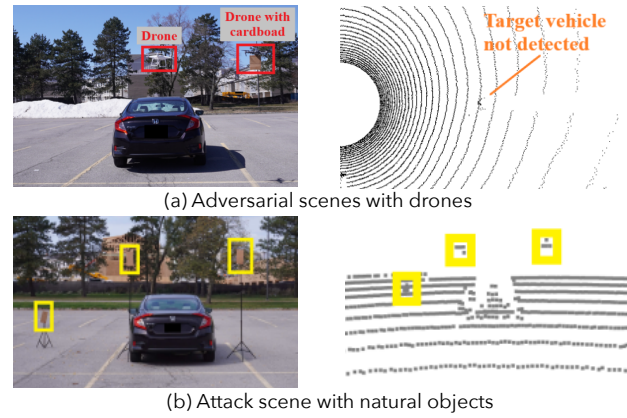 Drone
Drone with
cardboad
Target vehicle
not detected
(a) Adversarial scenes with drones
(b) Attack scene with natural objects